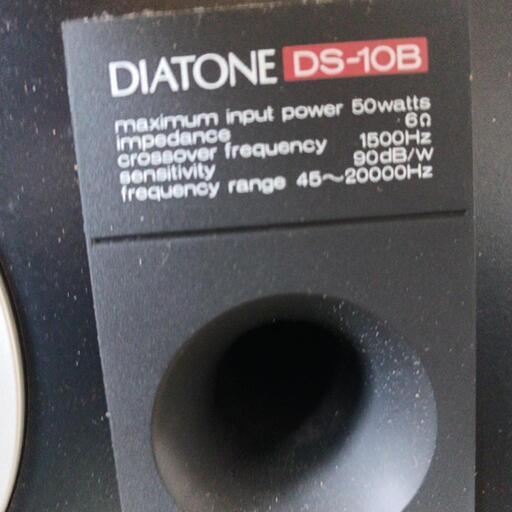 DIATONE DS-10B
maximum input power 50watts
impedance 6Ω
crossover frequency 1500Hz
sensitivity 90dB/W
frequency range 45~20000Hz